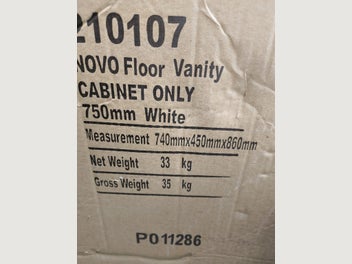 210107
NOVO Floor Vanity
CABINET ONLY
750mm White
Measurement 740mmx450mmx860mm
Net Weight 33 kg
Gross Weight 35 kg
P011286